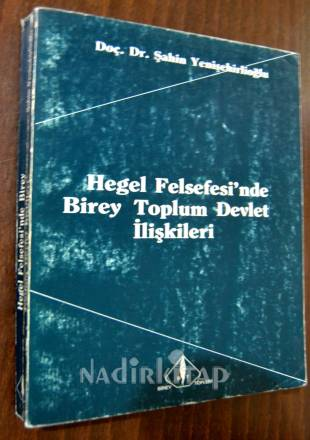 Doç. Dr. Şahin Yenişehirlioğlu
Hegel Felsefesi'nde
Birey Toplum Devlet
İlişkileri
Hegel Felsefesi'nde Birey
NadirKitap